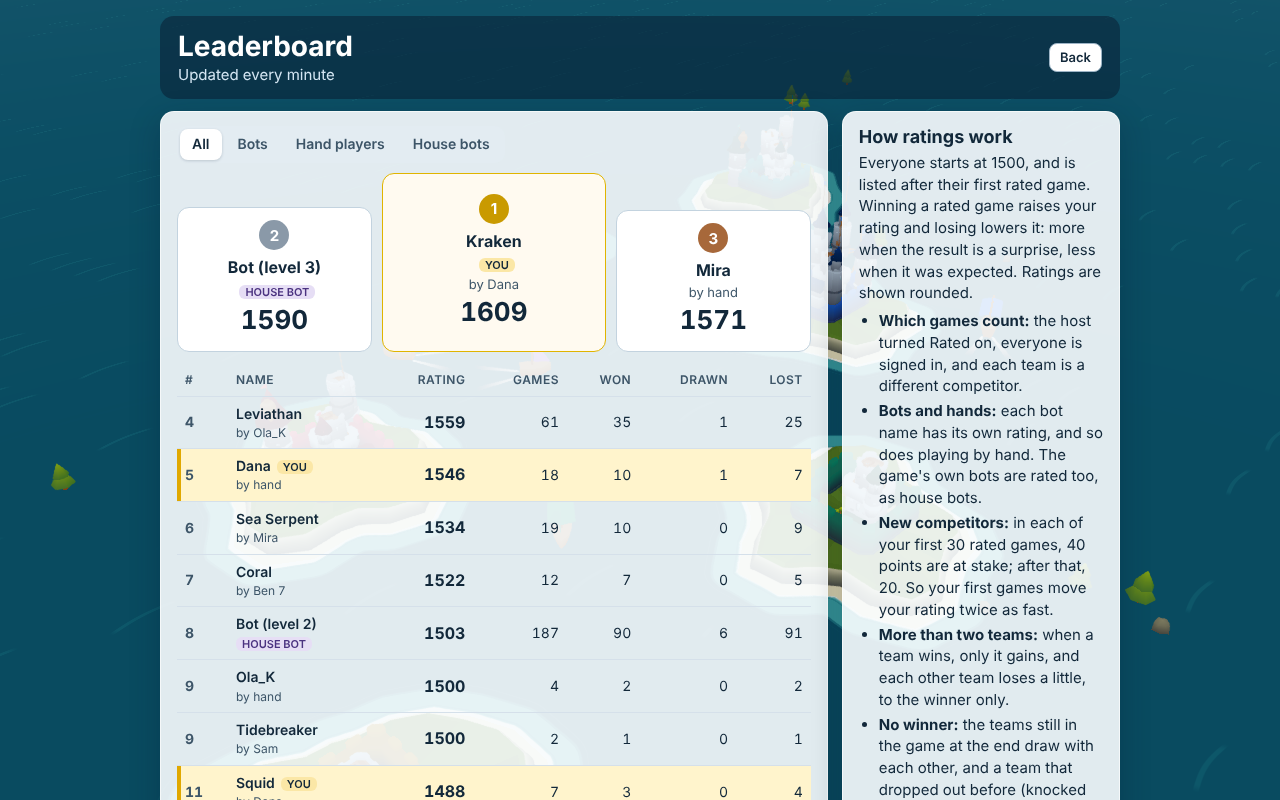 Leaderboard
Updated every minute
Back
All Bots Hand players House bots
2
Bot (level 3)
HOUSE BOT
1590
1
Kraken
YOU
by Dana
1609
3
Mira
by hand
1571
# NAME RATING GAMES WON DRAWN LOST
4 Leviathan 1559 61 35 1 25
by Ola_K
5 Dana YOU 1546 18 10 1 7
by hand
6 Sea Serpent 1534 19 10 0 9
by Mira
7 Coral 1522 12 7 0 5
by Ben 7
8 Bot (level 2) 1503 187 90 6 91
HOUSE BOT
9 Ola_K 1500 4 2 0 2
by hand
9 Tidebreaker 1500 2 1 0 1
by Sam
11 Squid YOU 1488 7 3 0 4
How ratings work
Everyone starts at 1500, and is
listed after their first rated game.
Winning a rated game raises your
rating and losing lowers it: more
when the result is a surprise, less
when it was expected. Ratings are
shown rounded.
• Which games count: the host
turned Rated on, everyone is
signed in, and each team is a
different competitor.
• Bots and hands: each bot
name has its own rating, and so
does playing by hand. The
game's own bots are rated too,
as house bots.
• New competitors: in each of
your first 30 rated games, 40
points are at stake; after that,
20. So your first games move
your rating twice as fast.
• More than two teams: when a
team wins, only it gains, and
each other team loses a little,
to the winner only.
• No winner: the teams still in
the game at the end draw with
each other, and a team that
dropped out before (knocked